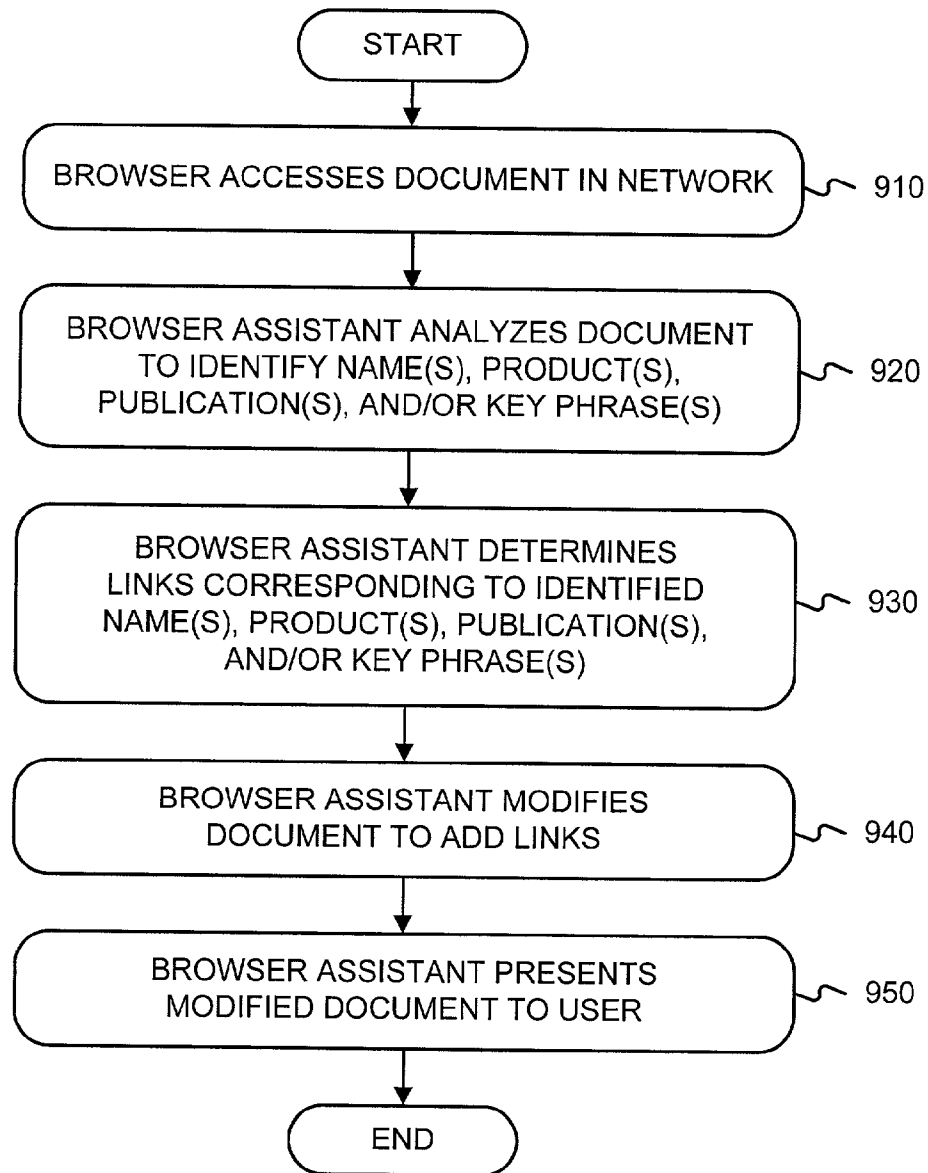 START
BROWSER ACCESSES DOCUMENT IN NETWORK
910
BROWSER ASSISTANT ANALYZES DOCUMENT
TO IDENTIFY NAME(S), PRODUCT(S),
PUBLICATION(S), AND/OR KEY PHRASE(S)
920
BROWSER ASSISTANT DETERMINES
LINKS CORRESPONDING TO IDENTIFIED
NAME(S), PRODUCT(S), PUBLICATION(S),
AND/OR KEY PHRASE(S)
930
BROWSER ASSISTANT MODIFIES
DOCUMENT TO ADD LINKS
940
BROWSER ASSISTANT PRESENTS
MODIFIED DOCUMENT TO USER
950
END